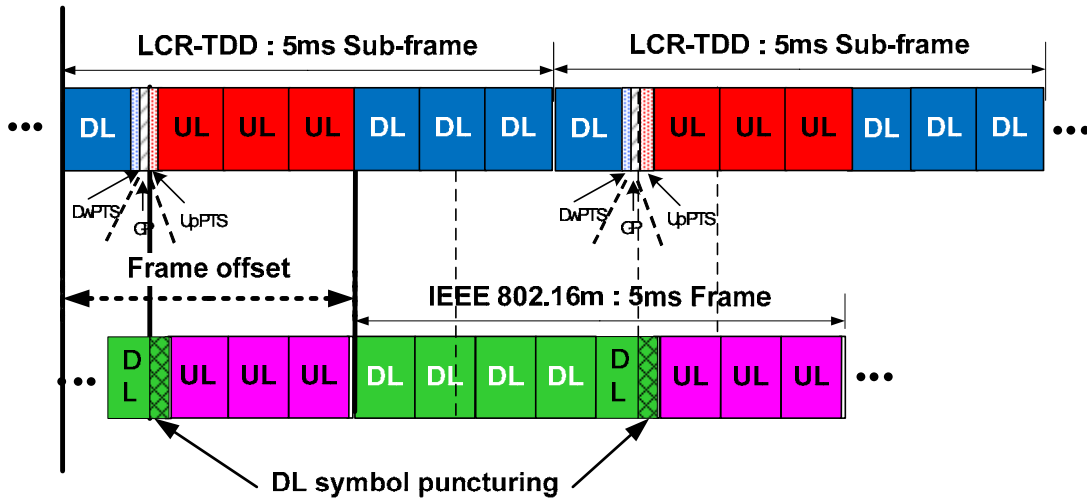 LCR-TDD : 5ms Sub-frame LCR-TDD : 5ms Sub-frame
••• DL UL UL UL DL DL DL DL UL UL UL DL DL DL •••
DwPTS GP UpPTS DwPTS GP UpPTS
Frame offset
IEEE 802.16m : 5ms Frame
••• DL UL UL UL DL DL DL DL DL UL UL UL •••
DL symbol puncturing